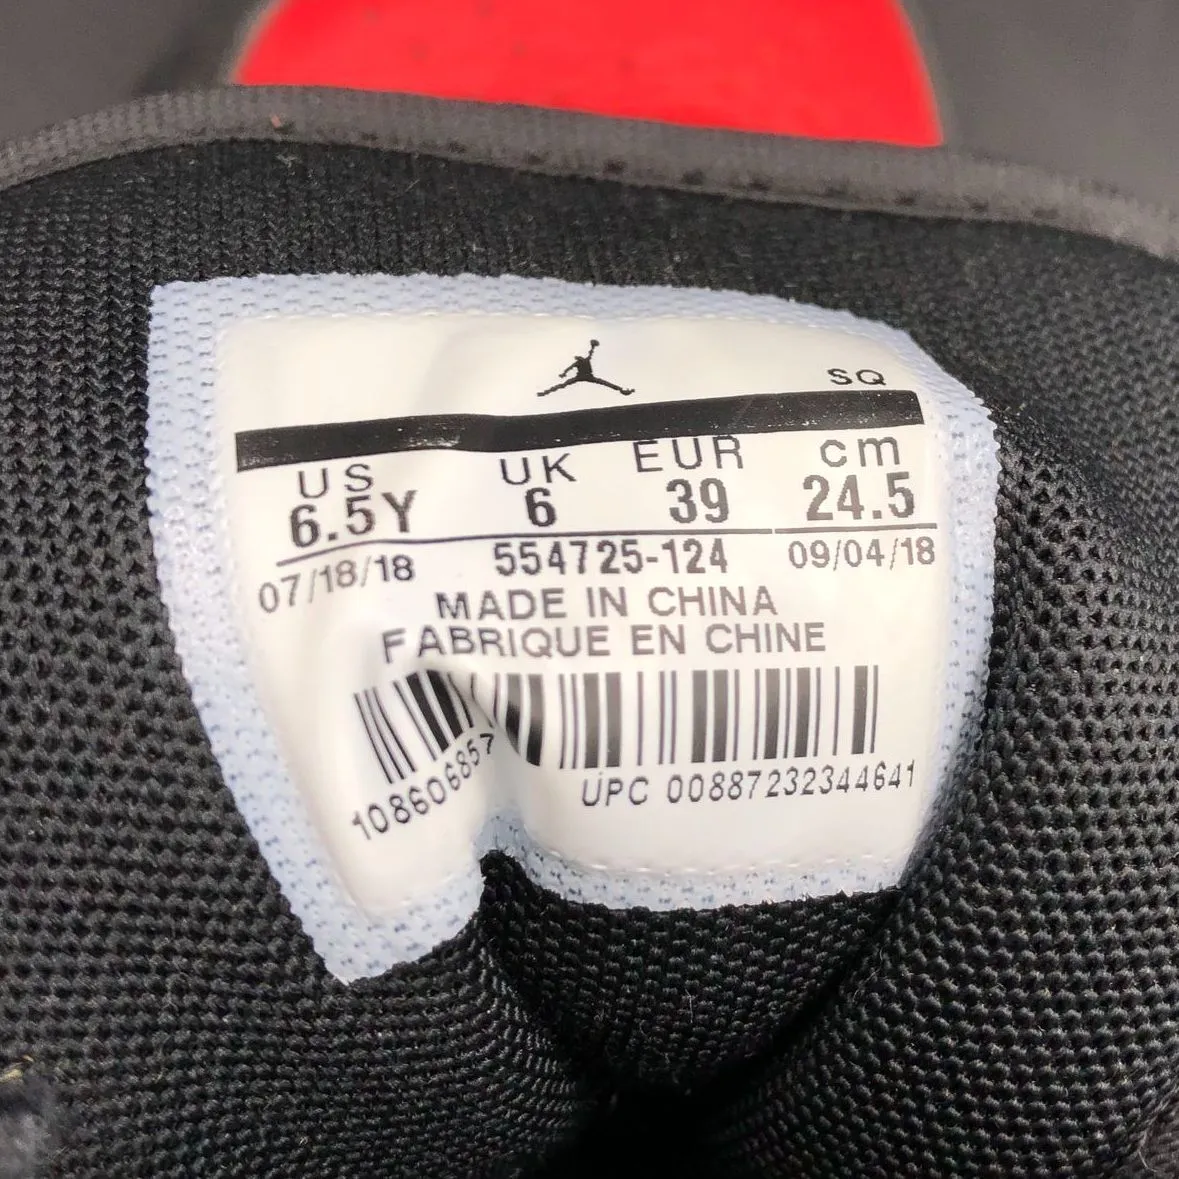 SQ
US UK EUR cm
6.5Y 6 39 24.5
07/18/18 554725-124 09/04/18
MADE IN CHINA
FABRIQUE EN CHINE
1086068577 UPC 00887232344641